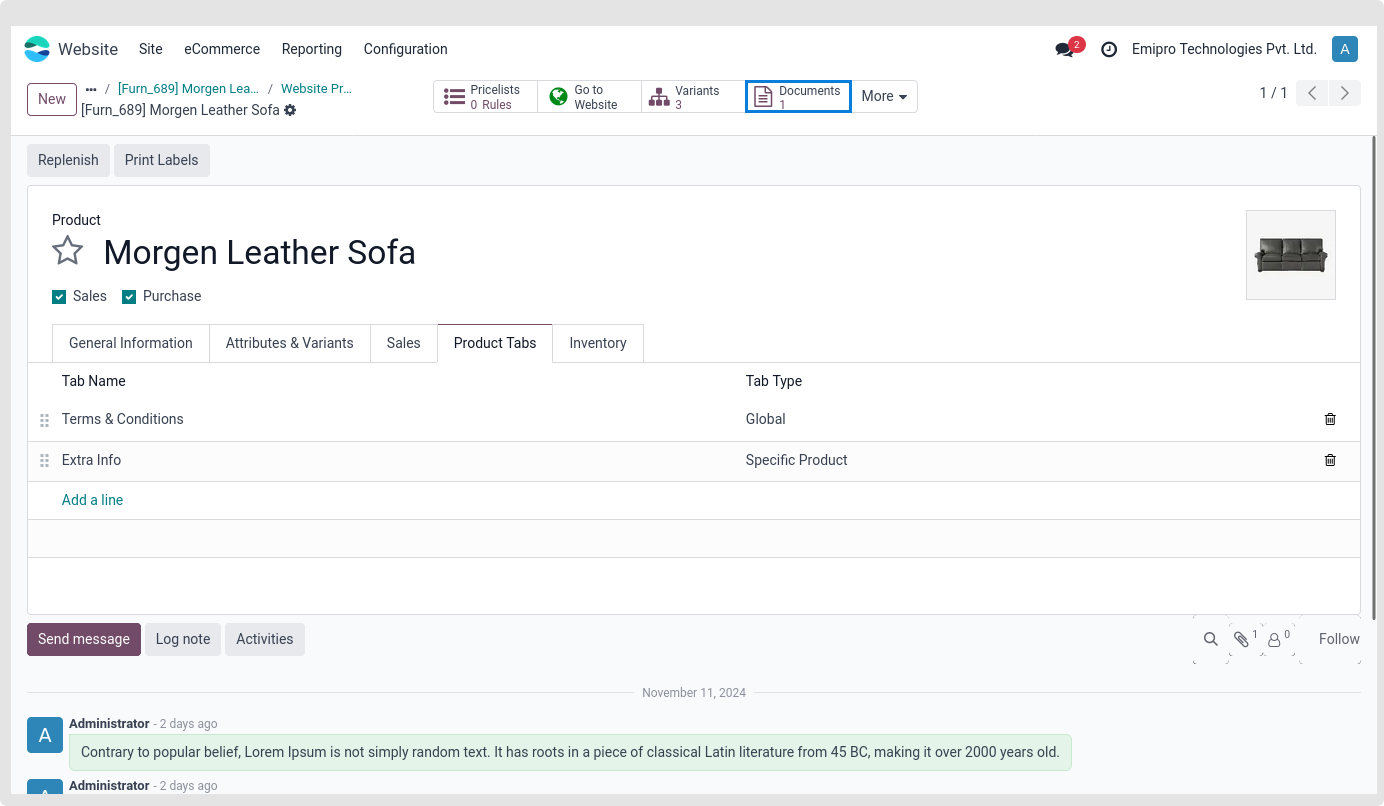 Website Site eCommerce Reporting Configuration 2 Emipro Technologies Pvt. Ltd. A
New ... / [Furn_689] Morgen Lea... / Website Pr...
[Furn_689] Morgen Leather Sofa
Pricelists
0 Rules
Go to
Website
Variants
3
Documents
1
More
1 / 1
Replenish Print Labels
Product
Morgen Leather Sofa
Sales Purchase
General Information Attributes & Variants Sales Product Tabs Inventory
Tab Name Tab Type
Terms & Conditions Global
Extra Info Specific Product
Add a line
Send message Log note Activities 1 0 Follow
November 11, 2024
A Administrator - 2 days ago
Contrary to popular belief, Lorem Ipsum is not simply random text. It has roots in a piece of classical Latin literature from 45 BC, making it over 2000 years old.
A Administrator - 2 days ago